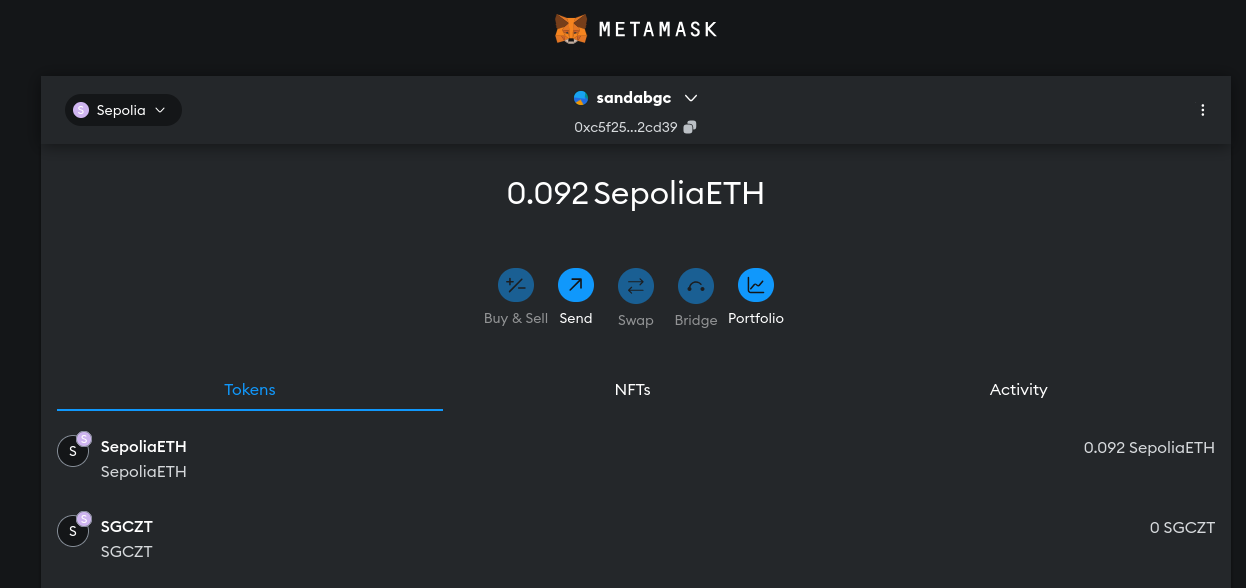 METAMASK
S Sepolia
sandabgc
0xc5f25...2cd39
0.092 SepoliaETH
Buy & Sell Send Swap Bridge Portfolio
Tokens NFTs Activity
S S SepoliaETH 0.092 SepoliaETH
SepoliaETH
S S SGCZT 0 SGCZT
SGCZT